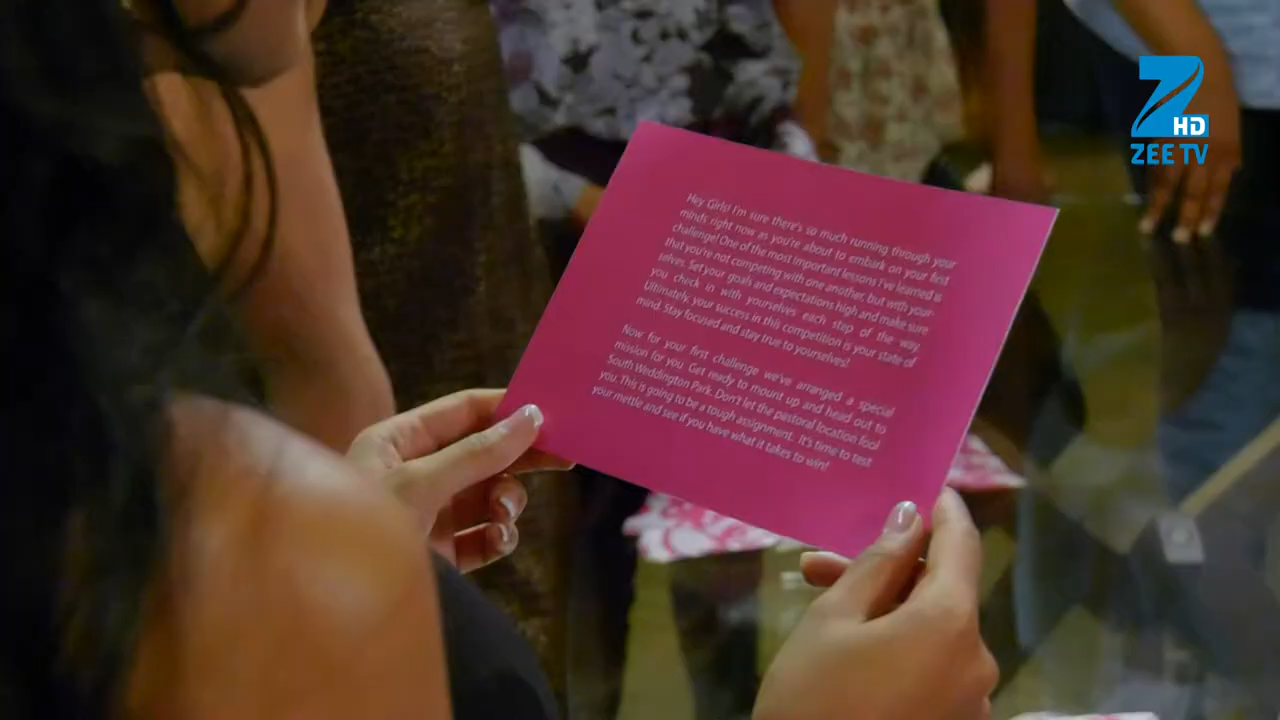 Hey Girls! I'm sure there's so much running through your
minds right now as you're about to embark on your first
challenge! One of the most important lessons I've learned is
that you're not competing with one another, but with your-
selves. Set your goals and expectations high and make sure
you check in with yourselves each step of the way.
Ultimately, your success in this competition is your state of
mind. Stay focused and stay true to yourselves!
Now for your first challenge we've arranged a special
mission for you. Get ready to mount up and head out to
South Weddington Park. Don't let the pastoral location fool
you. This is going to be a tough assignment. It's time to test
your mettle and see if you have what it takes to win!
Z
HD
ZEE TV